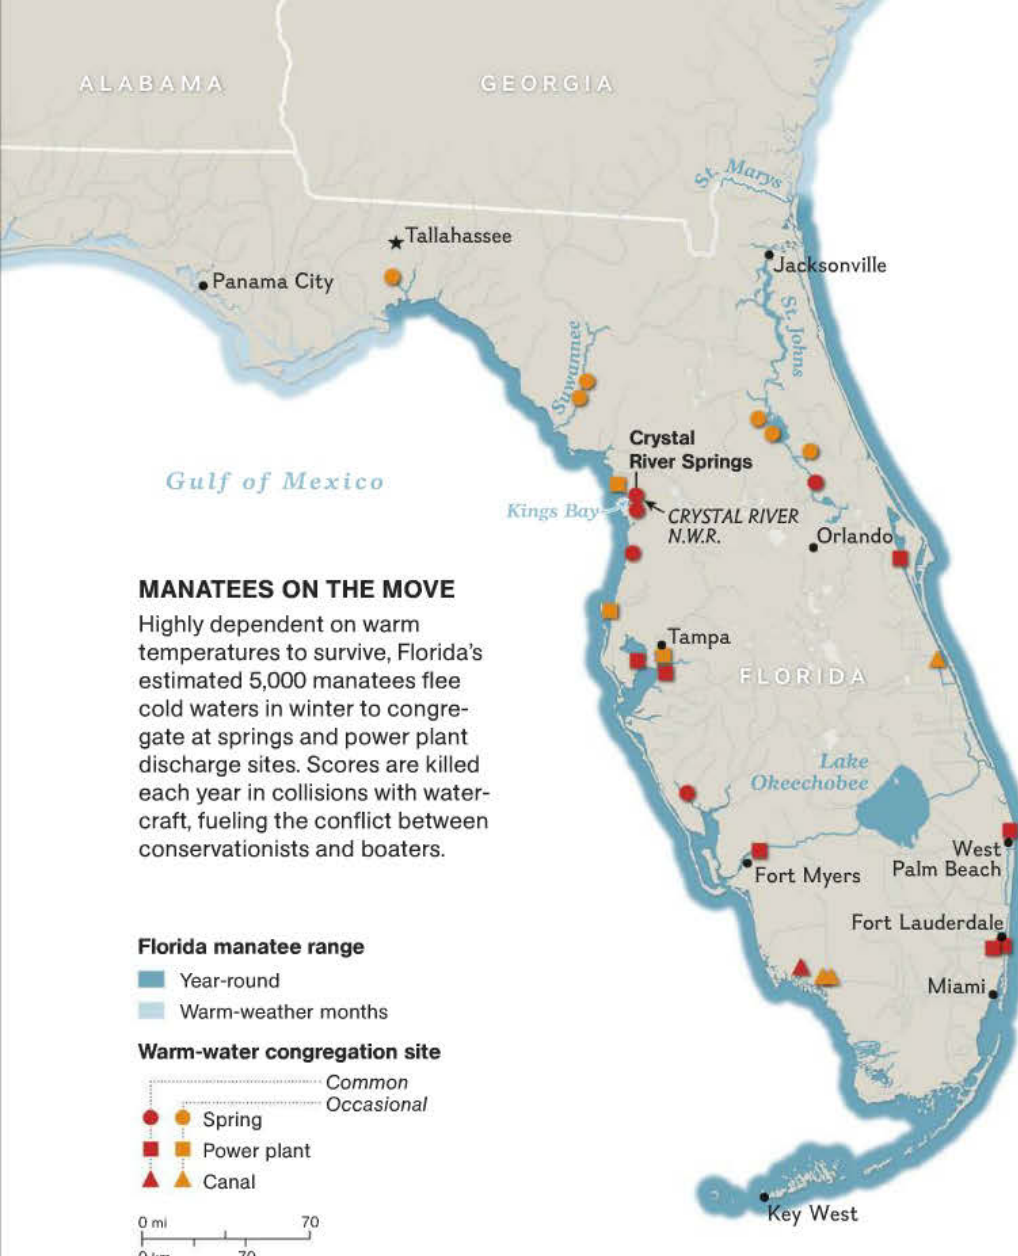 ALABAMA
GEORGIA
St. Marys
Tallahassee
Jacksonville
Panama City
St. Johns
Suwannee
Crystal
River Springs
Gulf of Mexico
Kings Bay
CRYSTAL RIVER
N.W.R.
Orlando
MANATEES ON THE MOVE
Highly dependent on warm
temperatures to survive, Florida's
estimated 5,000 manatees flee
cold waters in winter to congre-
gate at springs and power plant
discharge sites. Scores are killed
each year in collisions with water-
craft, fueling the conflict between
conservationists and boaters.
Tampa
FLORIDA
Lake
Okeechobee
West
Palm Beach
Fort Myers
Fort Lauderdale
Miami
Key West
Florida manatee range
Year-round
Warm-weather months
Warm-water congregation site
Common
Occasional
Spring
Power plant
Canal
0 mi 70
0 km 70